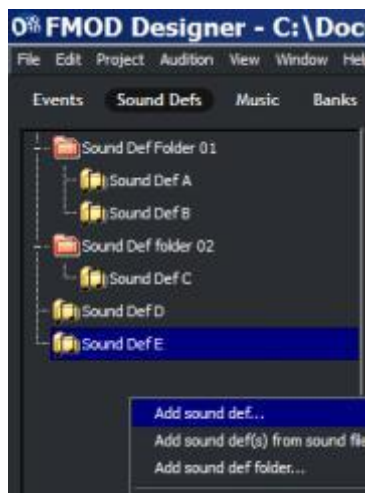 FMOD Designer - C:\Doc
File Edit Project Audition View Window Hel
Events Sound Defs Music Banks
Sound Def Folder 01
Sound Def A
Sound Def B
Sound Def folder 02
Sound Def C
Sound Def D
Sound Def E
Add sound def...
Add sound def(s) from sound file
Add sound def folder...